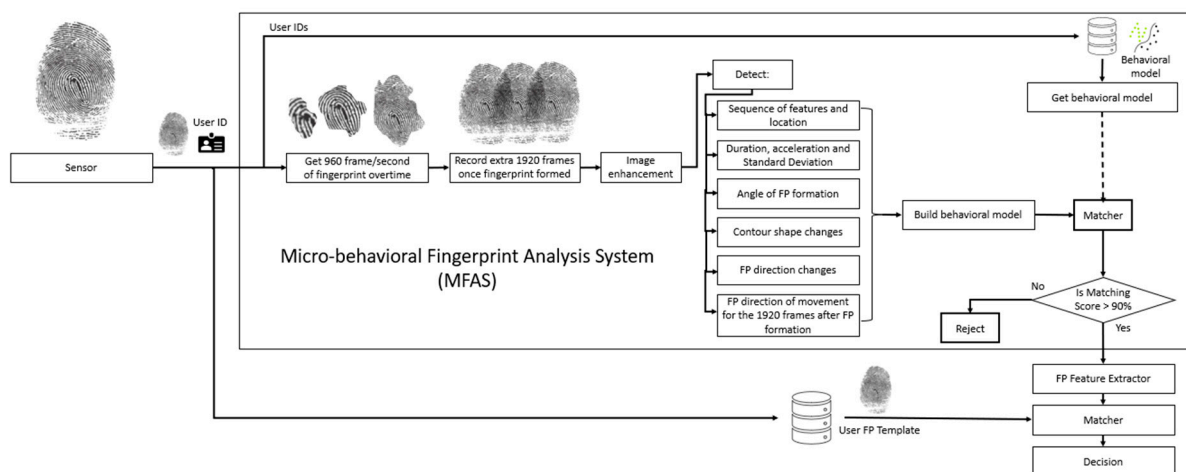 User IDs
Behavioral
model
Detect:
Get behavioral model
User ID
Sequence of features and
location
Sensor
Get 960 frame/second
of fingerprint overtime
Record extra 1920 frames
once fingerprint formed
Image
enhancement
Duration, acceleration and
Standard Deviation
Angle of FP formation
Build behavioral model
Matcher
Contour shape changes
Micro-behavioral Fingerprint Analysis System
(MFAS)
FP direction changes
FP direction of movement
for the 1920 frames after FP
formation
No
Is Matching
Score > 90%
Reject
Yes
FP Feature Extractor
User FP Template
Matcher
Decision